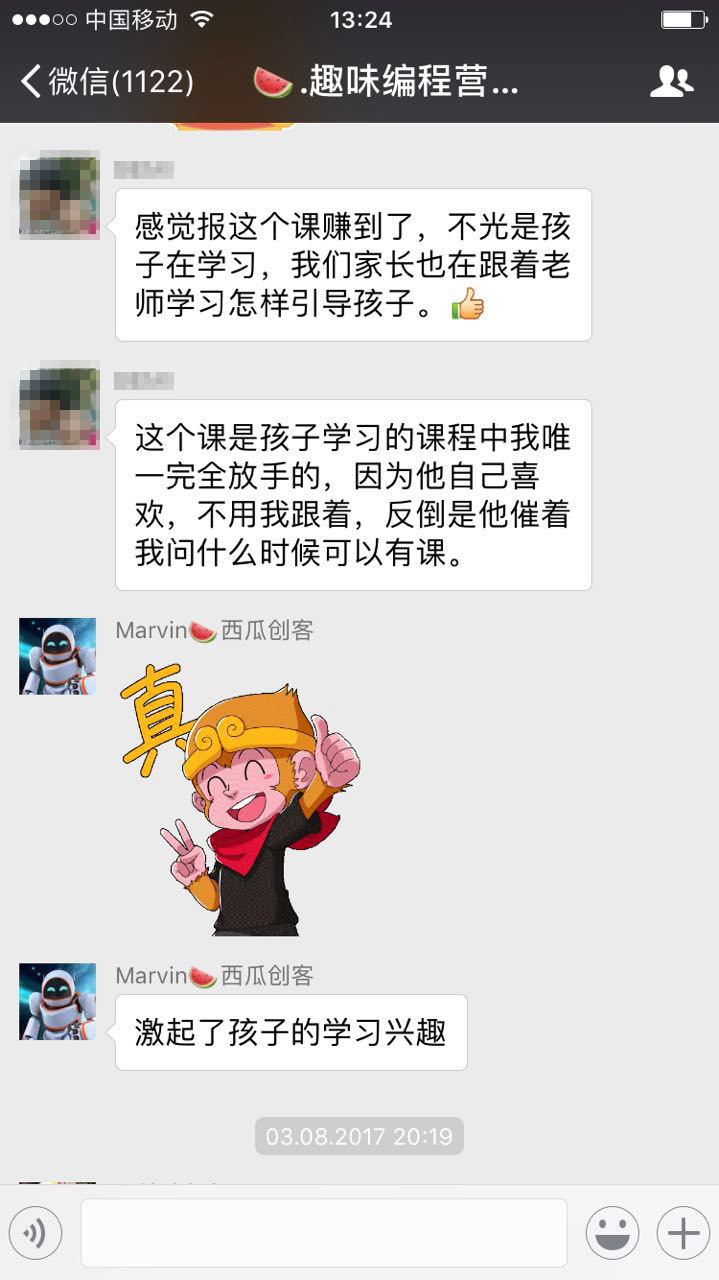 中国移动 13:24
微信(1122) 🍉.趣味编程营...
感觉报这个课赚到了，不光是孩
子在学习，我们家长也在跟着老
师学习怎样引导孩子。👍
这个课是孩子学习的课程中我唯
一完全放手的，因为他自己喜
欢，不用我跟着，反倒是他催着
我问什么时候可以有课。
Marvin🍉西瓜创客
真
Marvin🍉西瓜创客
激起了孩子的学习兴趣
03.08.2017 20:19